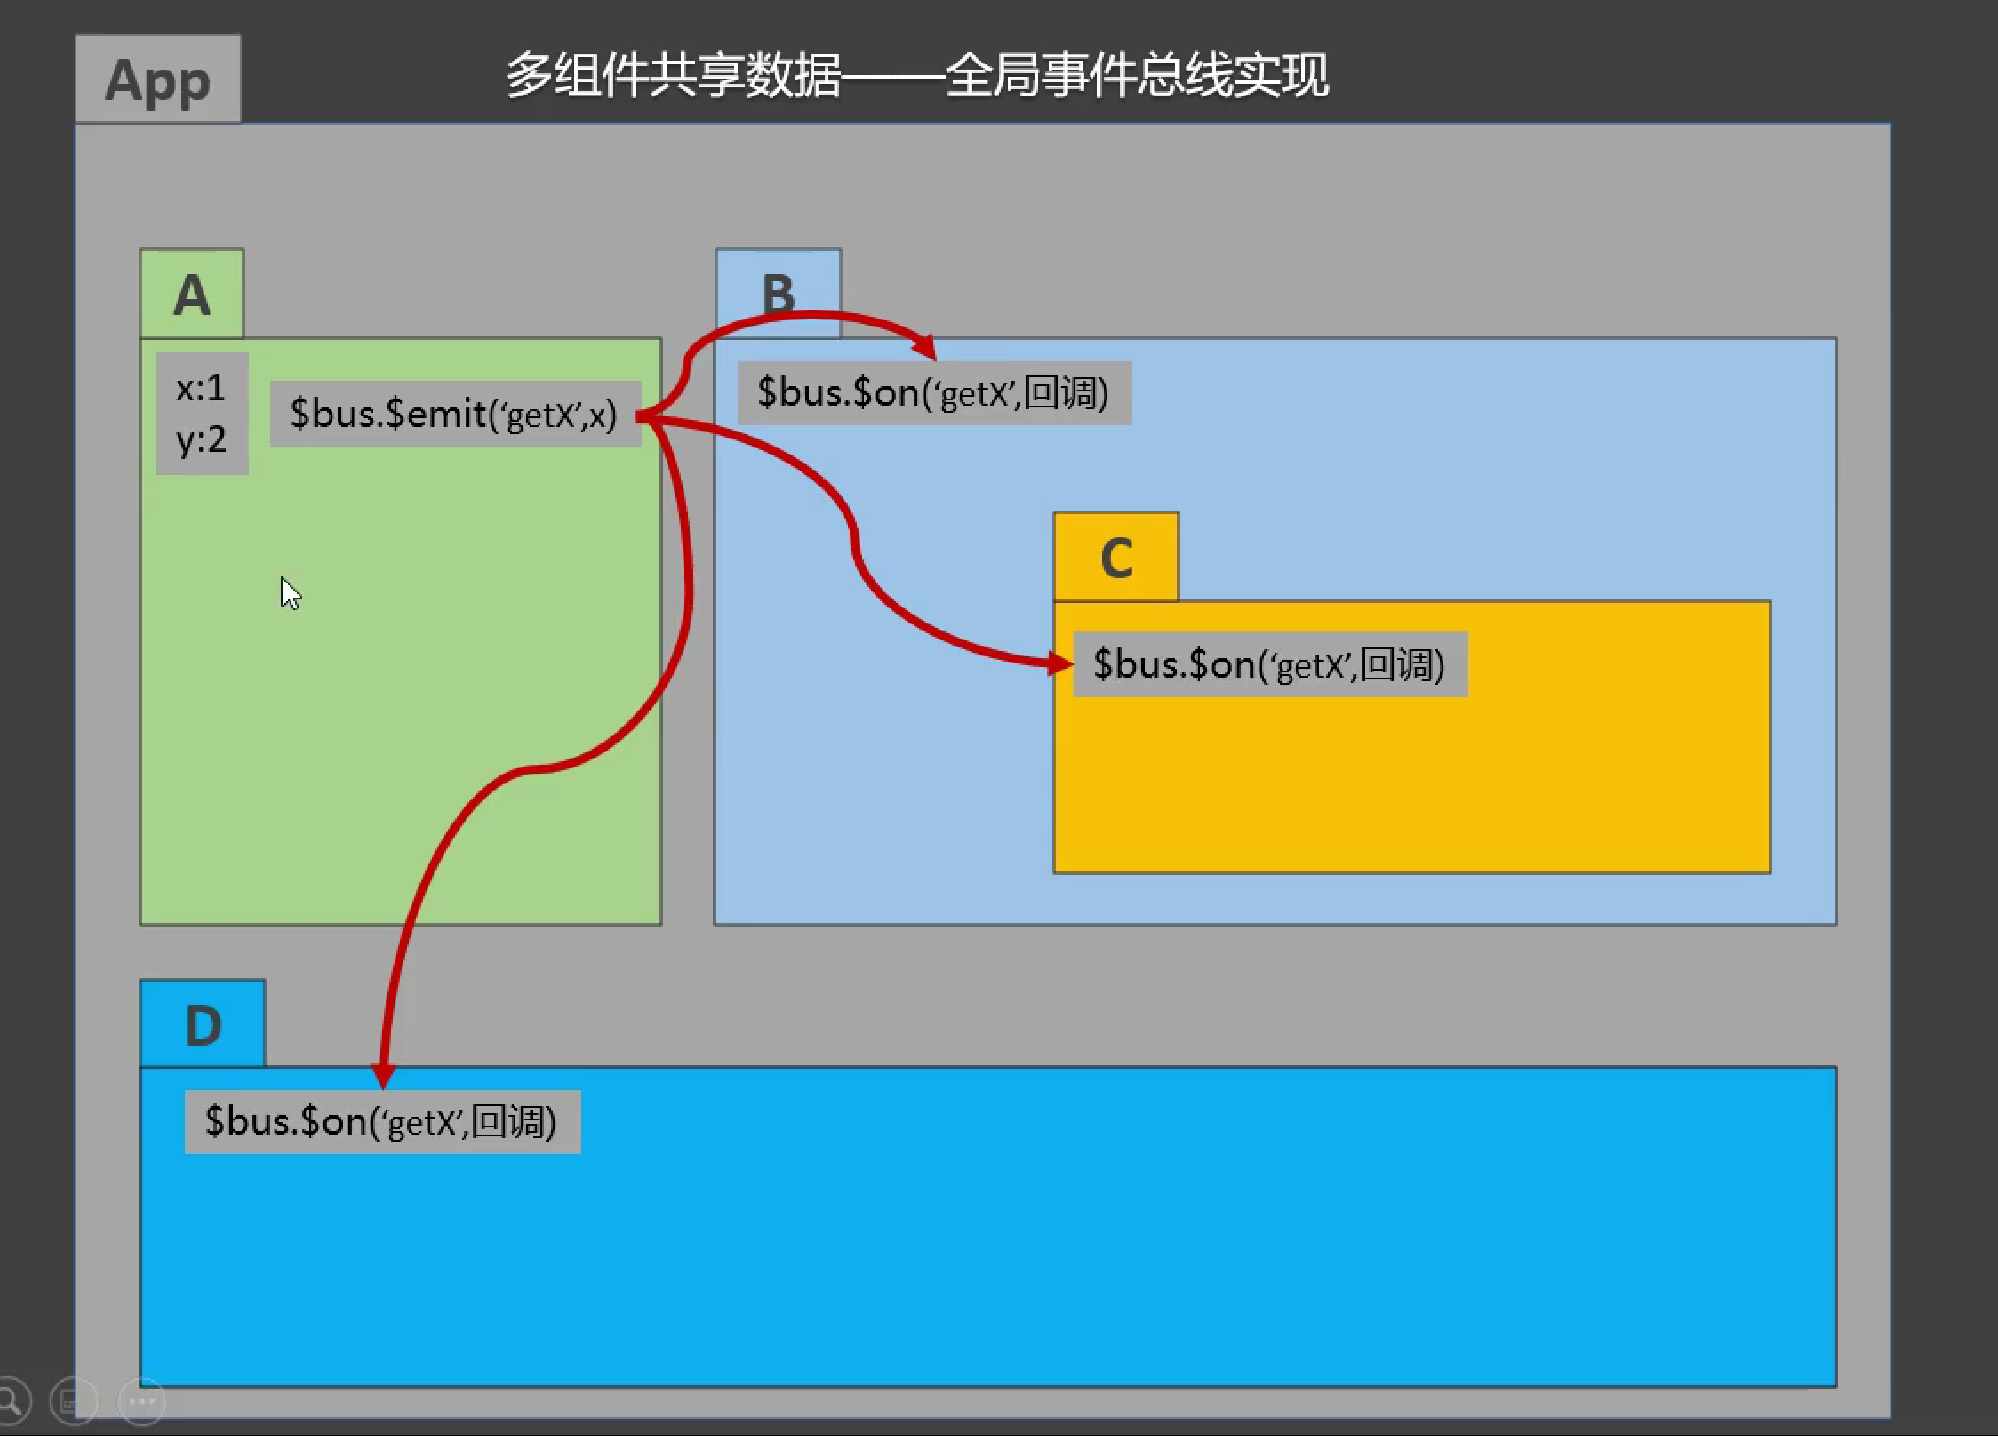 App
多组件共享数据——全局事件总线实现
A
B
x:1
y:2
$bus.$emit(‘getX’,x)
$bus.$on(‘getX’,回调)
C
$bus.$on(‘getX’,回调)
D
$bus.$on(‘getX’,回调)